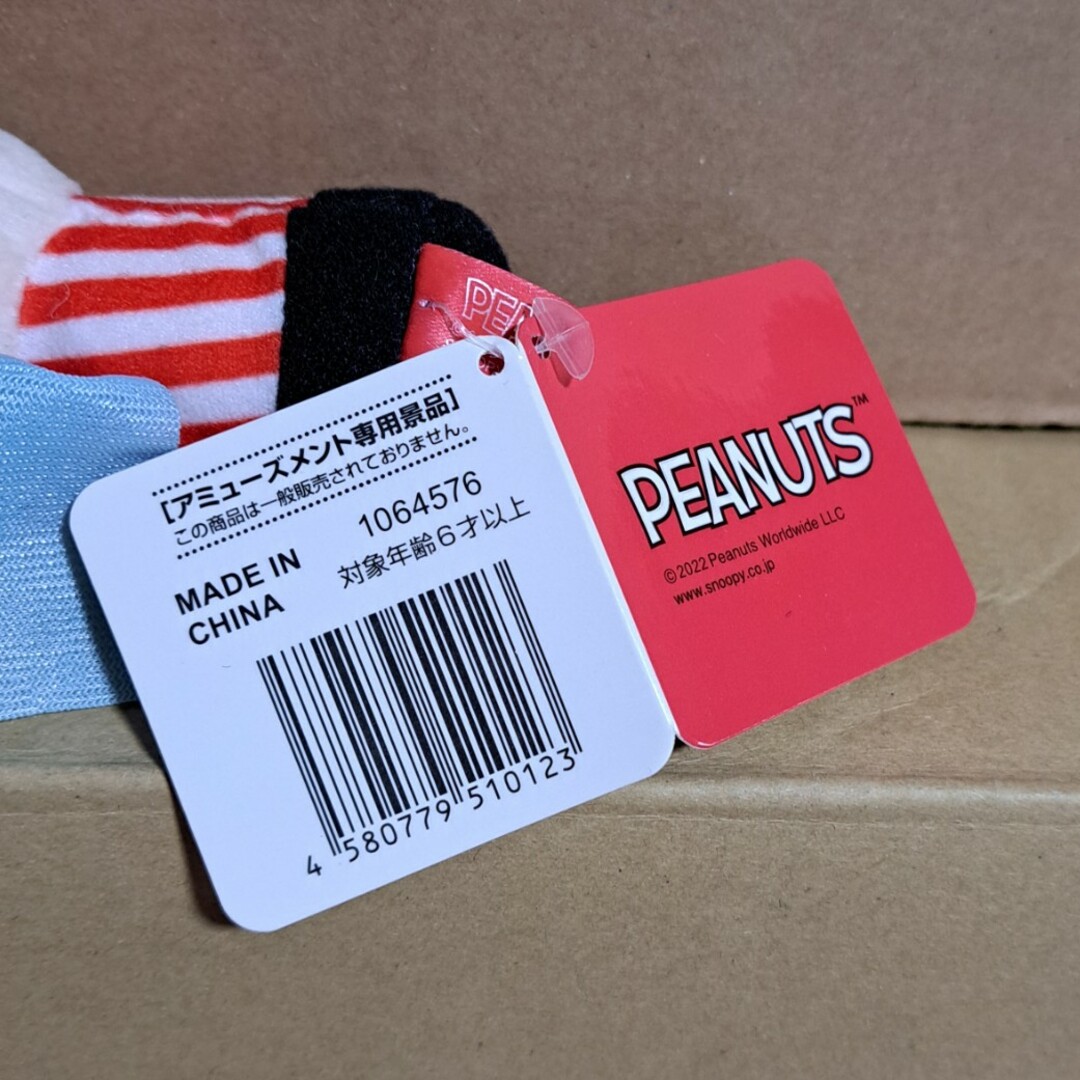 [アミューズメント専用景品]
この商品は一般販売されておりません。
1064576
対象年齢6才以上
MADE IN
CHINA
4 580779 510123
PEANUTS™
©2022 Peanuts Worldwide LLC
www.snoopy.co.jp